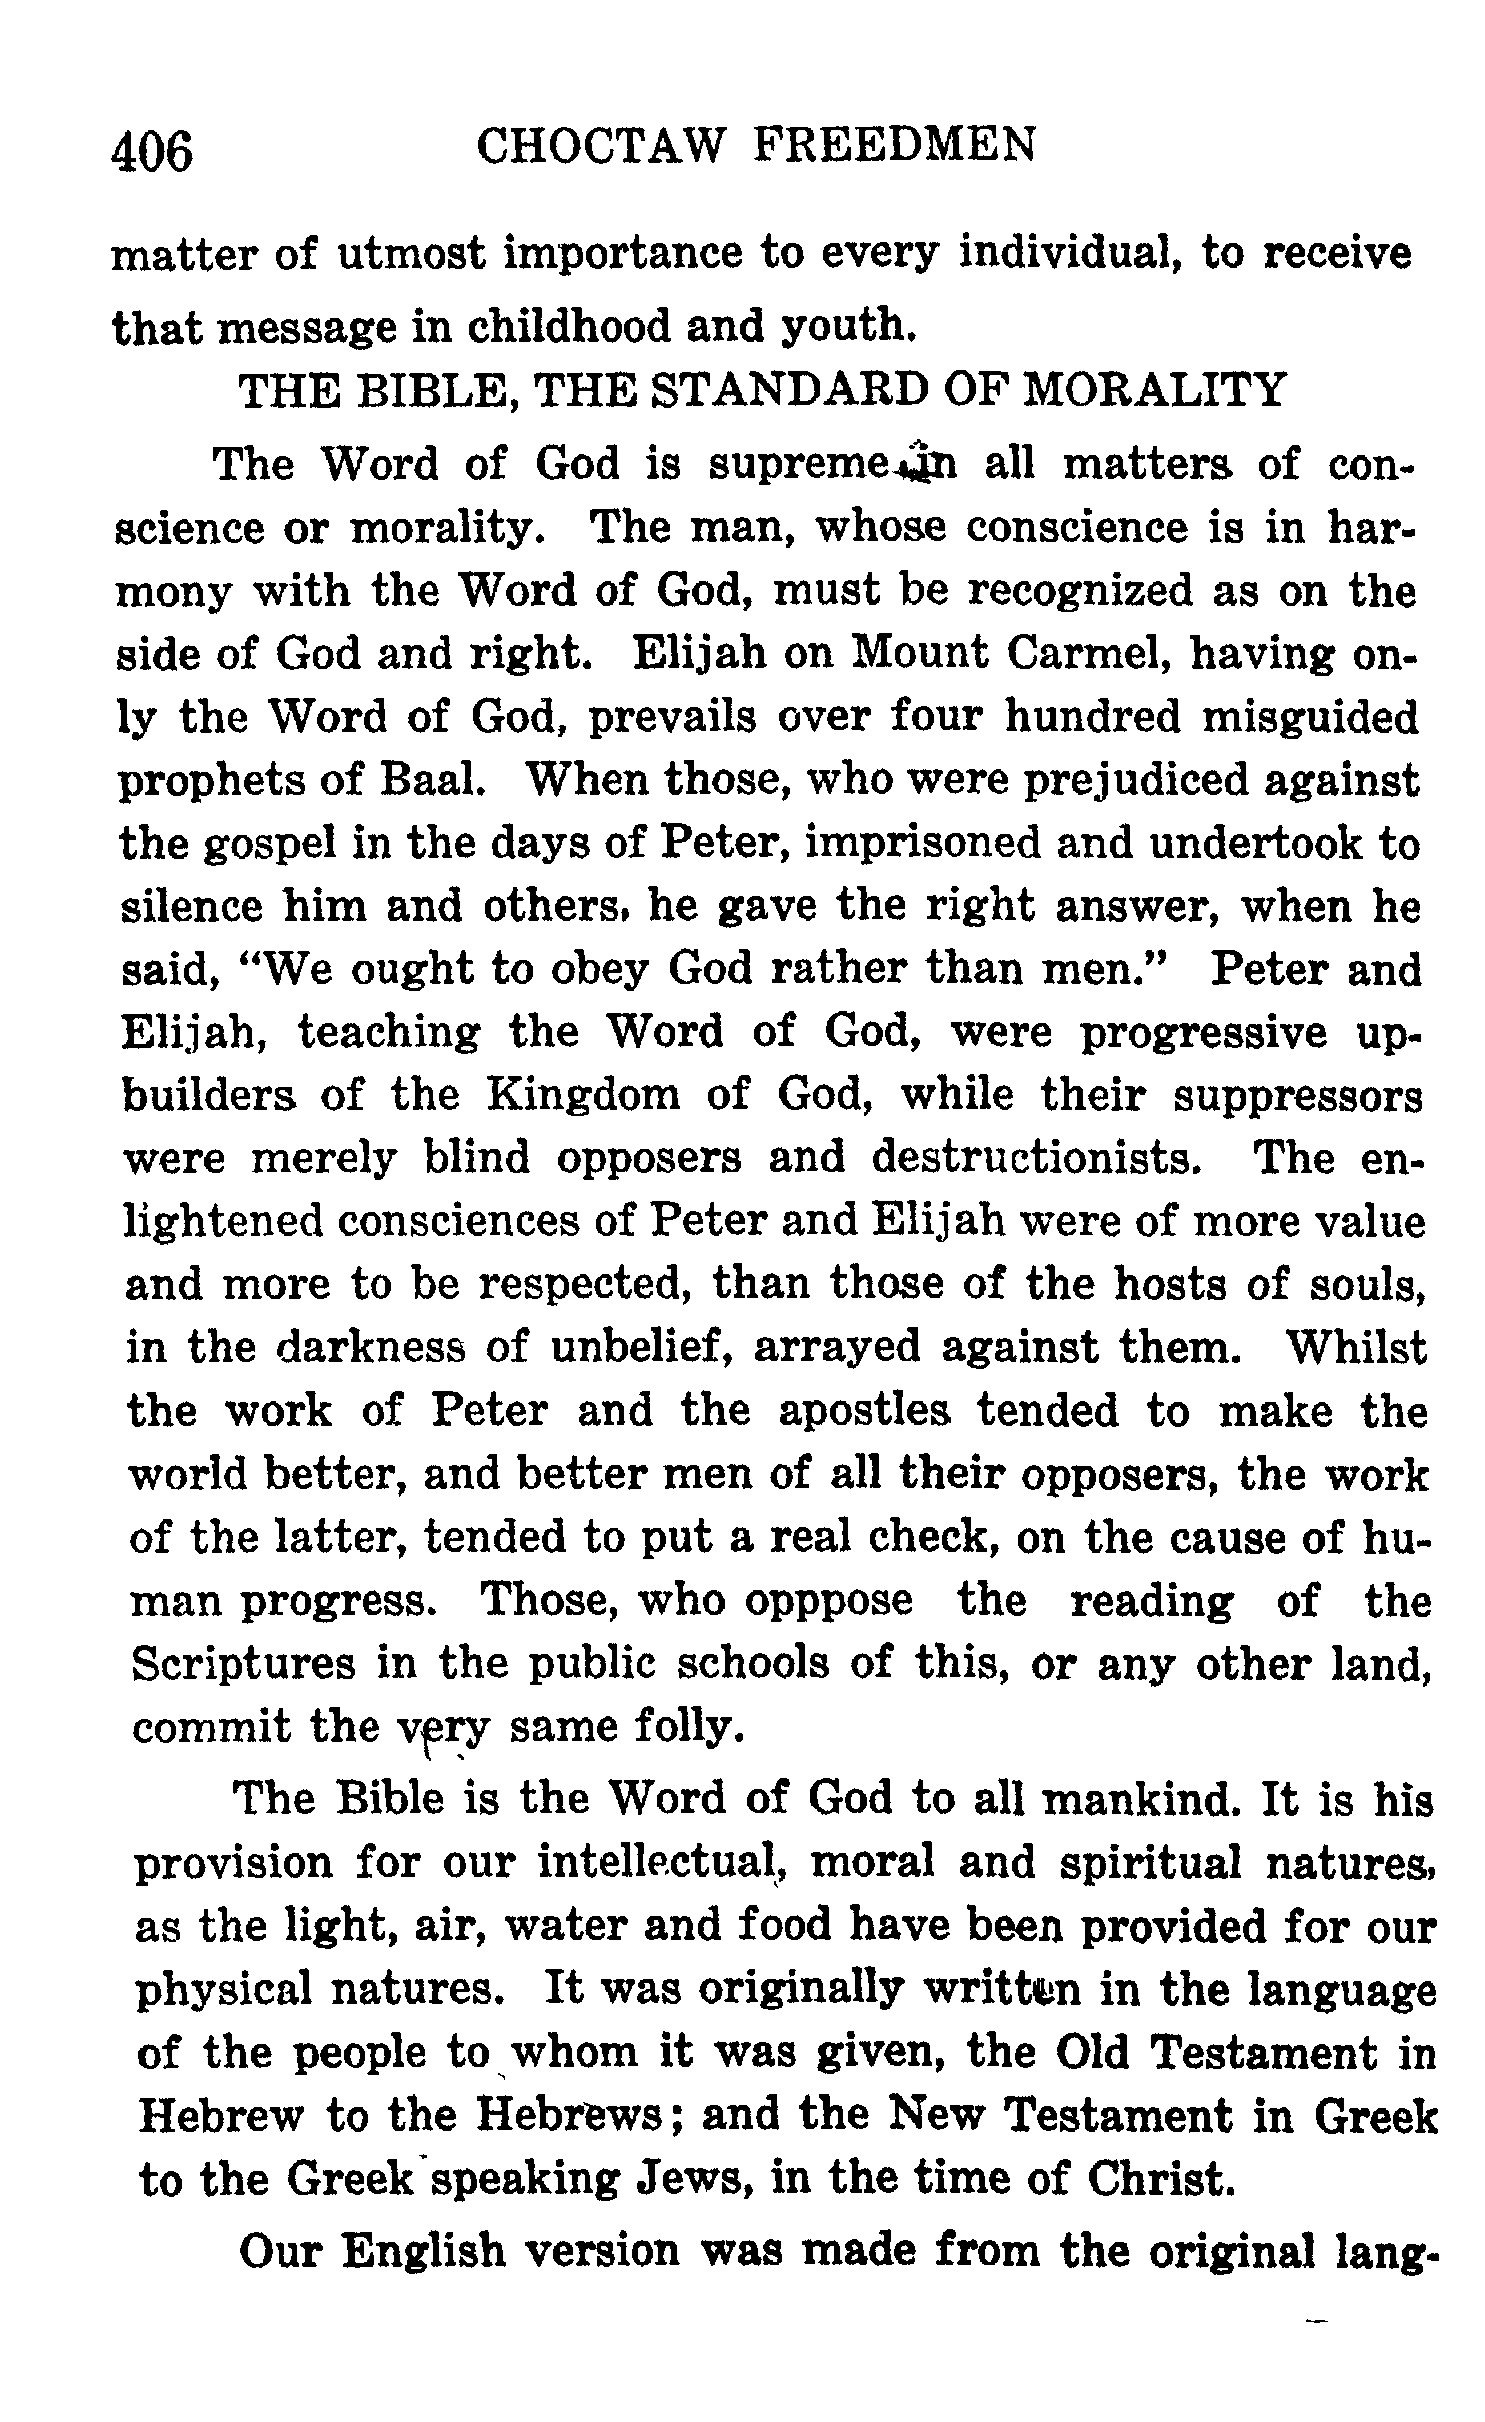 406 CHOCTAW FREEDMEN
matter of utmost importance to every individual, to receive
that message in childhood and youth.
THE BIBLE, THE STANDARD OF MORALITY
The Word of God is supreme in all matters of con-
science or morality. The man, whose conscience is in har-
mony with the Word of God, must be recognized as on the
side of God and right. Elijah on Mount Carmel, having on-
ly the Word of God, prevails over four hundred misguided
prophets of Baal. When those, who were prejudiced against
the gospel in the days of Peter, imprisoned and undertook to
silence him and others, he gave the right answer, when he
said, “We ought to obey God rather than men.” Peter and
Elijah, teaching the Word of God, were progressive up-
builders of the Kingdom of God, while their suppressors
were merely blind opposers and destructionists. The en-
lightened consciences of Peter and Elijah were of more value
and more to be respected, than those of the hosts of souls,
in the darkness of unbelief, arrayed against them. Whilst
the work of Peter and the apostles tended to make the
world better, and better men of all their opposers, the work
of the latter, tended to put a real check, on the cause of hu-
man progress. Those, who opppose the reading of the
Scriptures in the public schools of this, or any other land,
commit the very same folly.
The Bible is the Word of God to all mankind. It is his
provision for our intellectual, moral and spiritual natures,
as the light, air, water and food have been provided for our
physical natures. It was originally written in the language
of the people to whom it was given, the Old Testament in
Hebrew to the Hebrews; and the New Testament in Greek
to the Greek speaking Jews, in the time of Christ.
Our English version was made from the original lang-